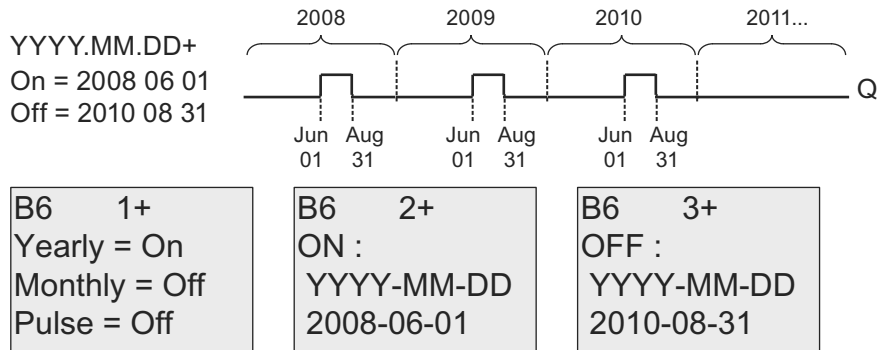 2008 2009 2010 2011...
YYYY.MM.DD+
On = 2008 06 01
Off = 2010 08 31
Q
Jun Aug Jun Aug Jun Aug
01 31 01 31 01 31
B6 1+
Yearly = On
Monthly = Off
Pulse = Off
B6 2+
ON :
YYYY-MM-DD
2008-06-01
B6 3+
OFF :
YYYY-MM-DD
2010-08-31